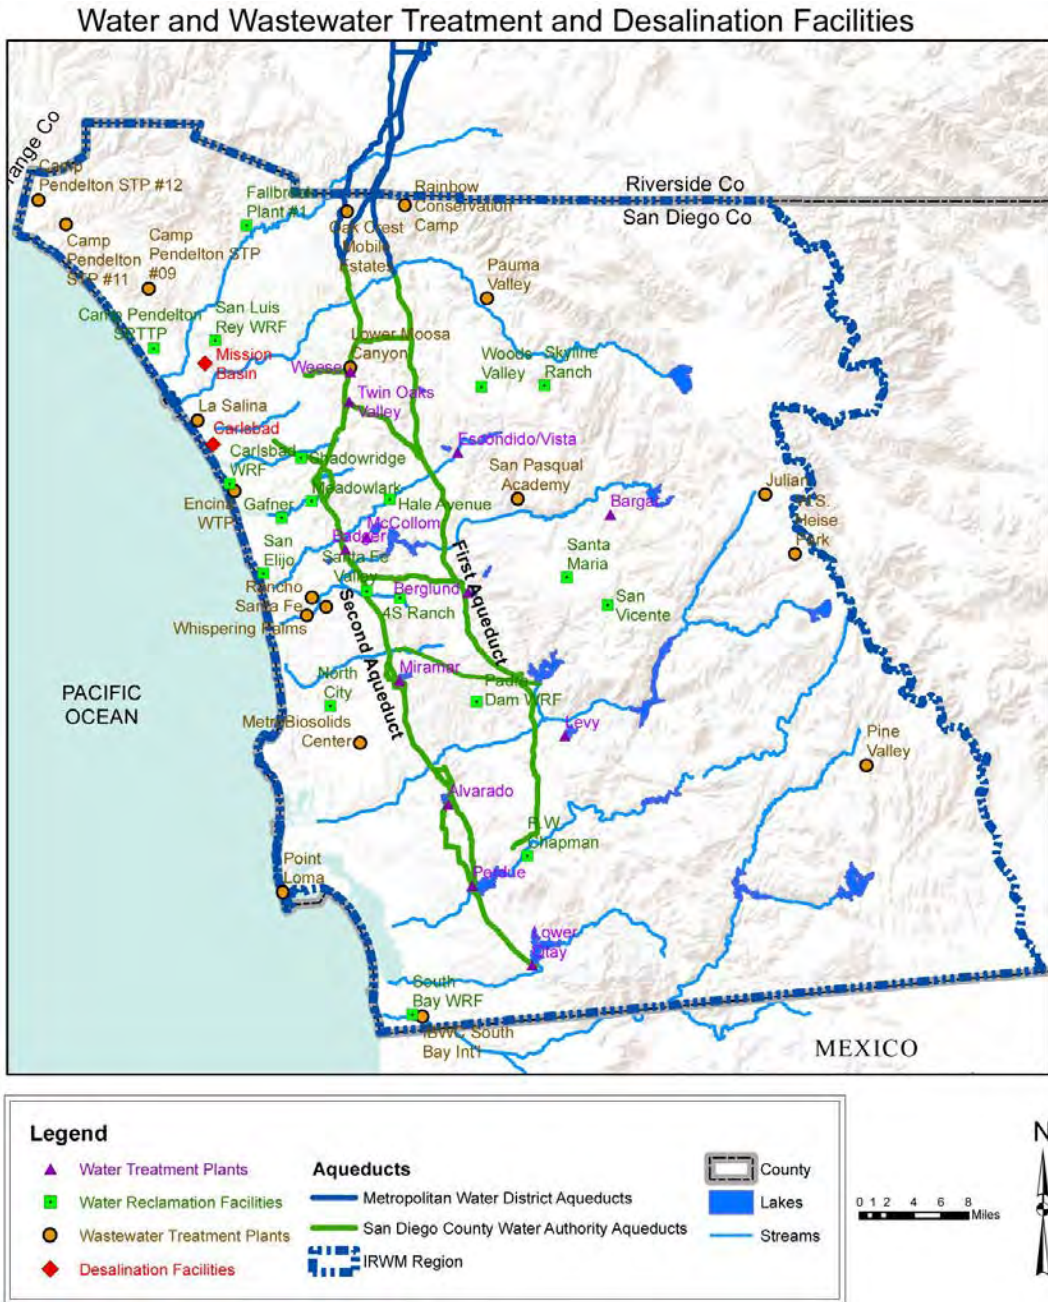 Water and Wastewater Treatment and Desalination Facilities
Camp
Pendelton STP #12
Fallbrook
Plant #1
Rainbow
Conservation
Camp
Riverside Co
San Diego Co
Oak Crest
Mobile
Estates
Camp
Pendelton
STP #11
Camp
Pendelton STP
#09
Pauma
Valley
Camp Pendelton
San Luis
Rey WRF
Mission
Basin
Lower Moosa
Canyon
Weese
Woods
Valley
Skyline
Ranch
Twin Oaks
Valley
La Salina
Carlsbad
Carlsbad
WRF
Shadowridge
Escondido/Vista
San Pasqual
Academy
Meadowlark
Hale Avenue
Encina
WTP
Gafner
Bargar
Julian
Heise
Park
McCollom
Badger
San
Elijo
Santa Fe
Valley
First Aqueduct
Santa
Maria
Rancho
Santa Fe
Berglund
4S Ranch
San
Vicente
Whispering Palms
Second Aqueduct
North
City
Miramar
Padre
Dam WRF
PACIFIC
OCEAN
Metro Biosolids
Center
Levy
Pine
Valley
Alvarado
Chapman
Point
Loma
Perdue
Lower
Otay
South
Bay WRF
IBWC South
Bay Int'l
MEXICO
Legend
Water Treatment Plants
Water Reclamation Facilities
Wastewater Treatment Plants
Desalination Facilities
Aqueducts
Metropolitan Water District Aqueducts
San Diego County Water Authority Aqueducts
IRWM Region
County
Lakes
Streams
0 1 2 4 6 8
Miles
N